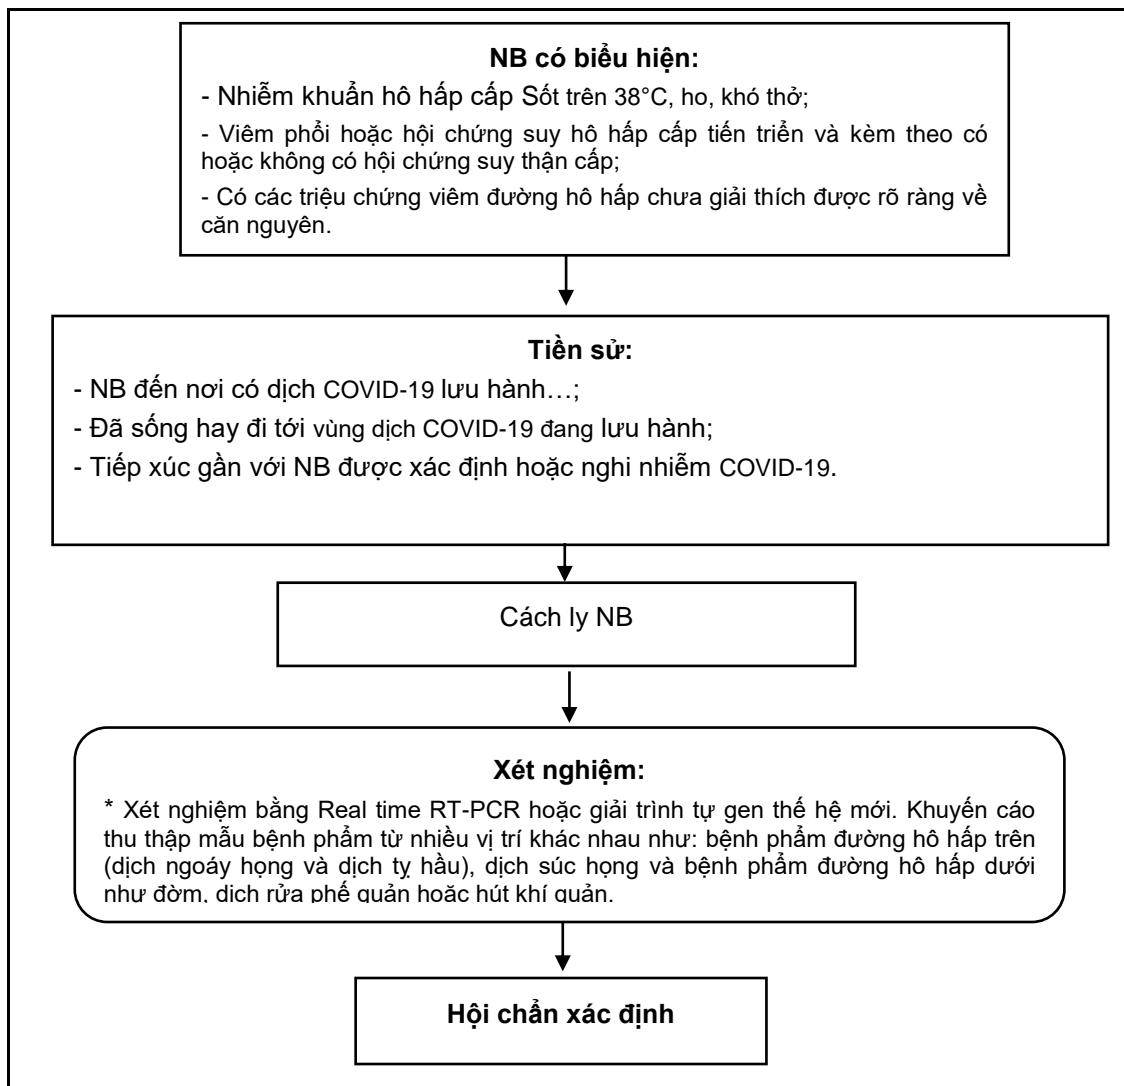 NB có biểu hiện:
- Nhiễm khuẩn hô hấp cấp Sốt trên 38°C, ho, khó thở;
- Viêm phổi hoặc hội chứng suy hô hấp cấp tiến triển và kèm theo có
hoặc không có hội chứng suy thận cấp;
- Có các triệu chứng viêm đường hô hấp chưa giải thích được rõ ràng về
căn nguyên.
Tiền sử:
- NB đến nơi có dịch COVID-19 lưu hành…;
- Đã sống hay đi tới vùng dịch COVID-19 đang lưu hành;
- Tiếp xúc gần với NB được xác định hoặc nghi nhiễm COVID-19.
Cách ly NB
Xét nghiệm:
* Xét nghiệm bằng Real time RT-PCR hoặc giải trình tự gen thế hệ mới. Khuyến cáo
thu thập mẫu bệnh phẩm từ nhiều vị trí khác nhau như: bệnh phẩm đường hô hấp trên
(dịch ngoáy họng và dịch tỵ hầu), dịch súc họng và bệnh phẩm đường hô hấp dưới
như đờm, dịch rửa phế quản hoặc hút khí quản.
Hội chẩn xác định